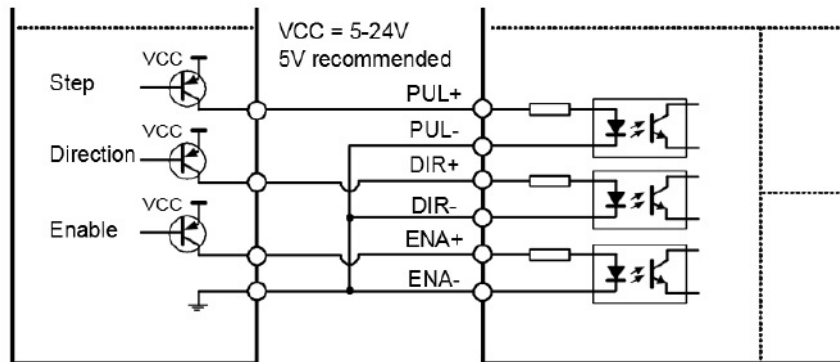 VCC = 5-24V
5V recommended
VCC
Step
PUL+
PUL-
VCC
Direction
DIR+
DIR-
VCC
Enable
ENA+
ENA-